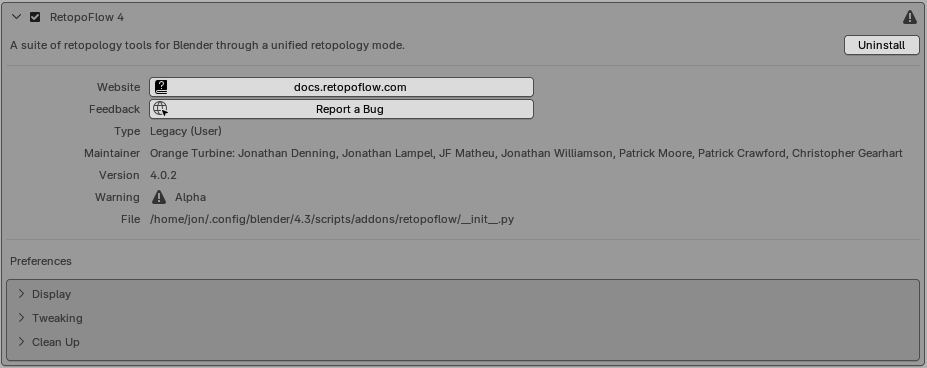 RetopoFlow 4
A suite of retopology tools for Blender through a unified retopology mode.
Uninstall
Website docs.retopoflow.com
Feedback Report a Bug
Type Legacy (User)
Maintainer Orange Turbine: Jonathan Denning, Jonathan Lampel, JF Matheu, Jonathan Williamson, Patrick Moore, Patrick Crawford, Christopher Gearhart
Version 4.0.2
Warning Alpha
File /home/jon/.config/blender/4.3/scripts/addons/retopoflow/__init__.py
Preferences
Display
Tweaking
Clean Up